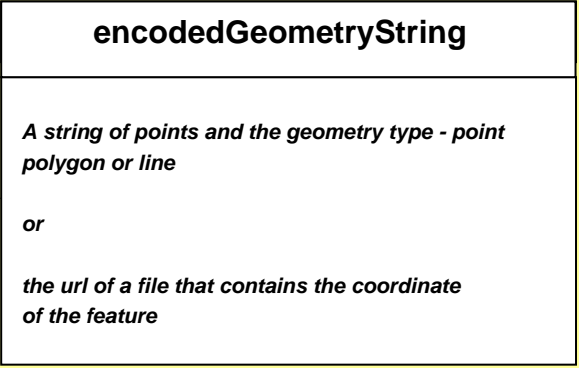 encodedGeometryString
A string of points and the geometry type - point
polygon or line
or
the url of a file that contains the coordinate
of the feature